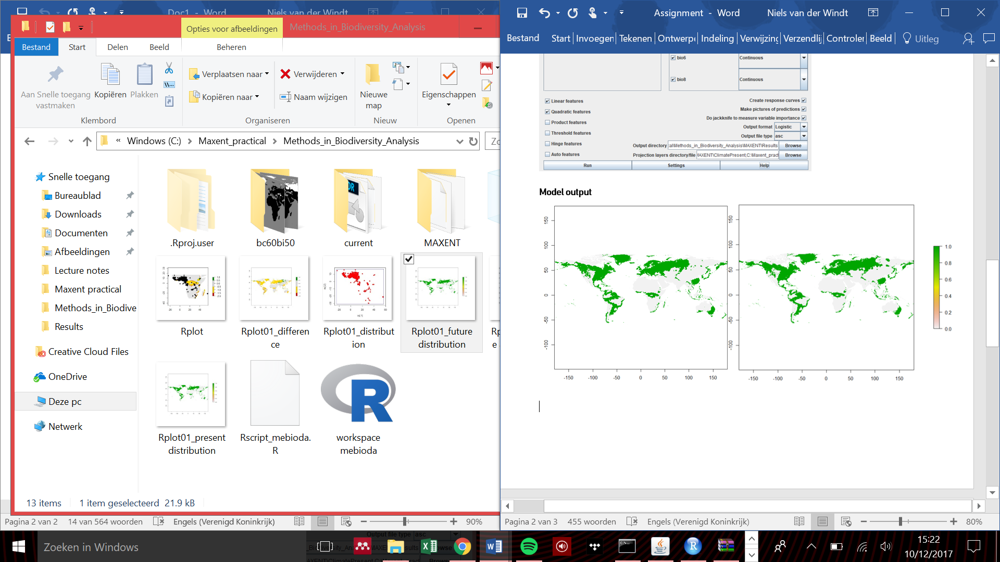 Doc1 - Word
Niels van der Windt
Opties voor afbeeldingen
Methods_in_Biodiversity_Analysis
Bestand
Start
Delen
Beeld
Beheren
Aan Snelle toegang
vastmaken
Kopiëren
Plakken
Verplaatsen naar
Kopiëren naar
Verwijderen
Naam wijzigen
Nieuwe
map
Eigenschappen
Klembord
Organiseren
Nieuw
Openen
« Windows (C:) > Maxent_practical > Methods_in_Biodiversity_Analysis
Zo
Snelle toegang
Bureaublad
Downloads
Documenten
Afbeeldingen
Lecture notes
Maxent practical
Methods_in_Biodive
Results
Creative Cloud Files
OneDrive
Deze pc
Netwerk
.Rproj.user
bc60bi50
current
MAXENT
Rplot
Rplot01_differen
ce
Rplot01_distribut
ion
Rplot01_future
distribution
Rplot01_present
distribution
Rscript_mebioda.
R
workspace
mebioda
13 items
1 item geselecteerd 21.9 kB
Pagina 2 van 2
14 van 564 woorden
Engels (Verenigd Koninkrijk)
90%
Assignment - Word
Niels van der Windt
Bestand
Start
Invoegen
Tekenen
Ontwerpe
Indeling
Verwijzing
Verzendlij
Controler
Beeld
Uitleg
bio6
Continuous
bio8
Continuous
Linear features
Quadratic features
Product features
Threshold features
Hinge features
Auto features
Create response curves
Make pictures of predictions
Do jackknife to measure variable importance
Output format Logistic
Output file type asc
Output directory cal\Methods_in_Biodiversity_Analysis\MAXENT\Results Browse
Projection layers directory/file MAXENT\ClimatePresent,C:\Maxent_pract Browse
Run
Settings
Help
Model output
150
100
50
0
-50
-100
-150 -100 -50 0 50 100 150
150
100
50
0
-50
-100
-150 -100 -50 0 50 100 150
1.0
0.8
0.6
0.4
0.2
0.0
Pagina 2 van 3
455 woorden
Engels (Verenigd Koninkrijk)
80%
Zoeken in Windows
Output file type asc
15:22
10/12/2017